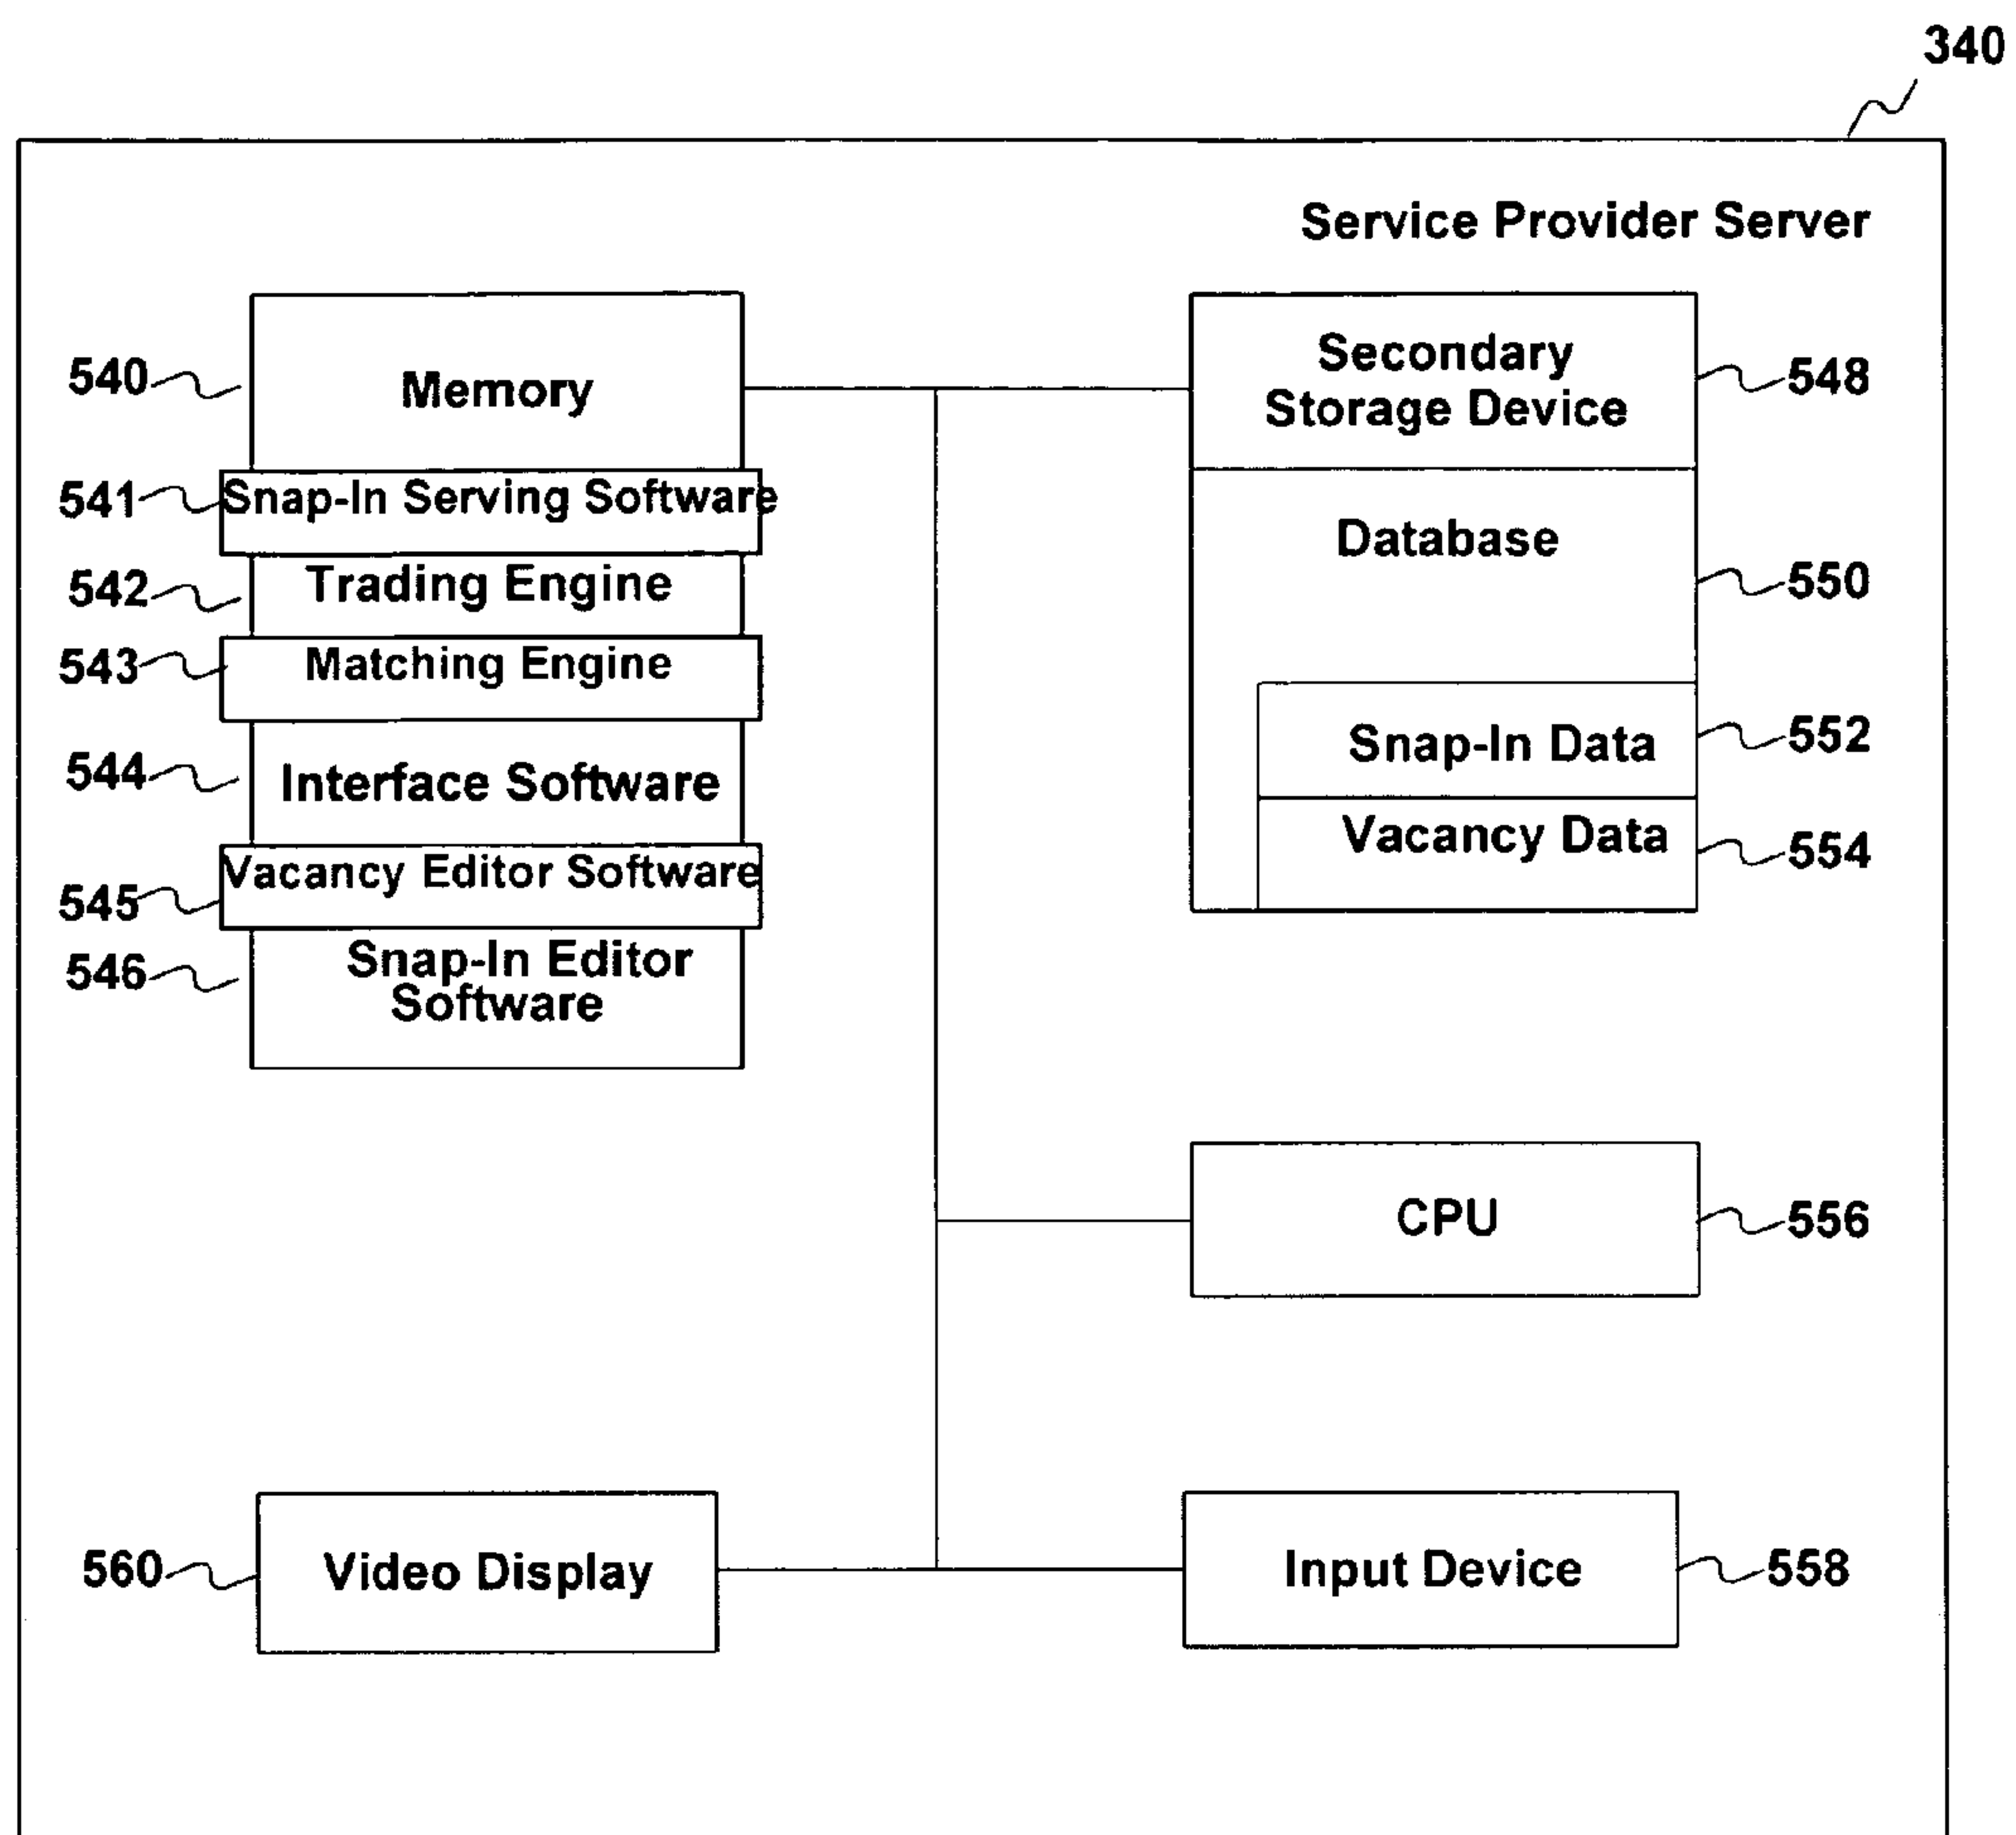 340
Service Provider Server
540
Memory
541
Snap-In Serving Software
542
Trading Engine
543
Matching Engine
544
Interface Software
545
Vacancy Editor Software
546
Snap-In Editor
Software
Secondary
Storage Device
548
Database
550
Snap-In Data
552
Vacancy Data
554
CPU
556
560
Video Display
Input Device
558